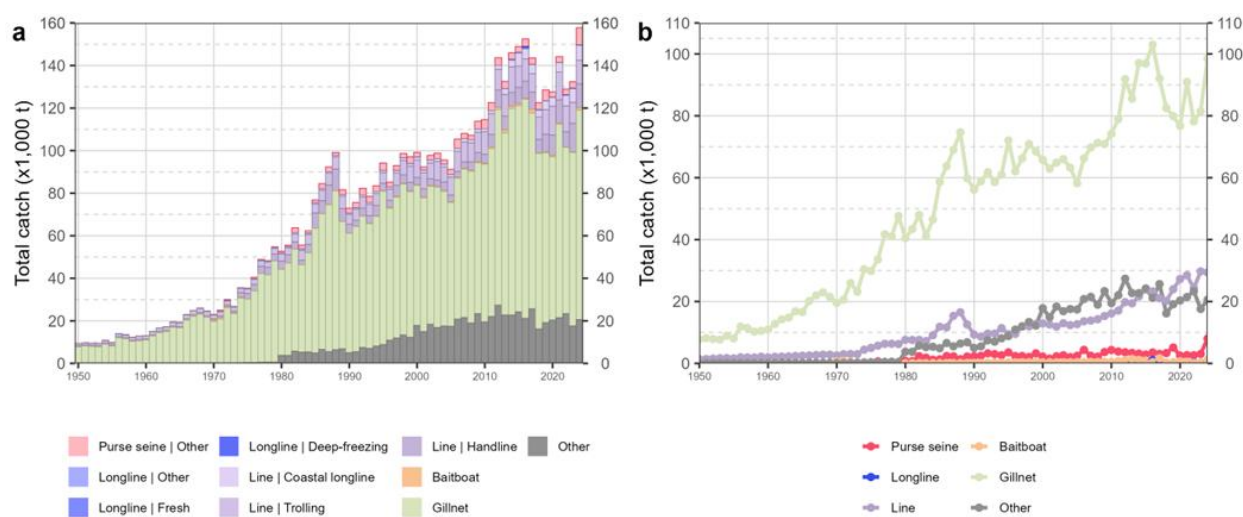 a
b
Total catch (x1,000 t)
160
140
120
100
80
60
40
20
0
160
140
120
100
80
60
40
20
0
1950 1960 1970 1980 1990 2000 2010 2020
Total catch (x1,000 t)
110
100
80
60
40
20
0
110
100
80
60
40
20
0
1950 1960 1970 1980 1990 2000 2010 2020
Purse seine | Other Longline | Deep-freezing Line | Handline Other
Longline | Other Line | Coastal longline Baitboat
Longline | Fresh Line | Trolling Gillnet
Purse seine Baitboat
Longline Gillnet
Line Other